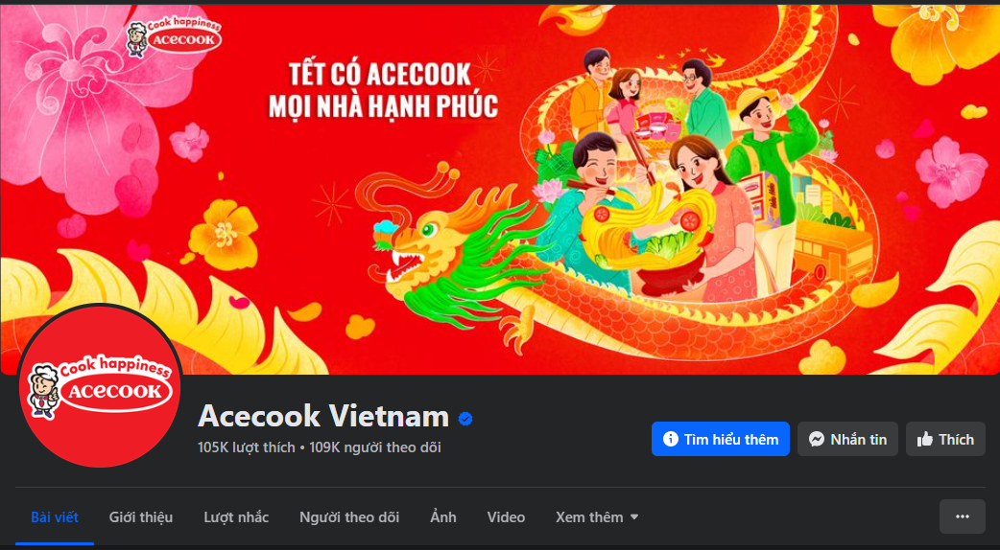 Cook happiness
ACECOOK
TẾT CÓ ACECOOK
MỌI NHÀ HẠNH PHÚC
Hảo Hảo
Cook happiness
ACECOOK
Acecook Vietnam
105K lượt thích • 109K người theo dõi
Tìm hiểu thêm
Nhắn tin
Thích
Bài viết
Giới thiệu
Lượt nhắc
Người theo dõi
Ảnh
Video
Xem thêm